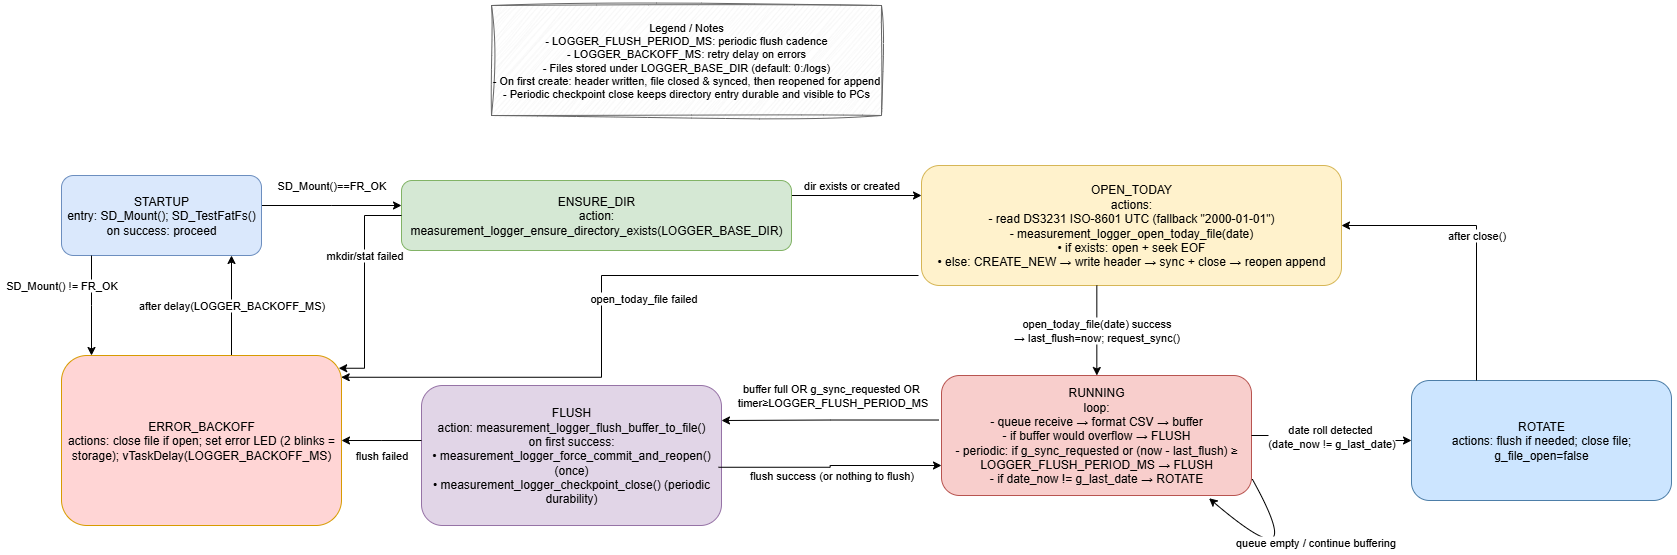 Legend / Notes
- LOGGER_FLUSH_PERIOD_MS: periodic flush cadence
- LOGGER_BACKOFF_MS: retry delay on errors
- Files stored under LOGGER_BASE_DIR (default: 0:/logs)
- On first create: header written, file closed & synced, then reopened for append
- Periodic checkpoint close keeps directory entry durable and visible to PCs
STARTUP
entry: SD_Mount(); SD_TestFatFs()
on success: proceed
SD_Mount()==FR_OK
ENSURE_DIR
action:
measurement_logger_ensure_directory_exists(LOGGER_BASE_DIR)
dir exists or created
OPEN_TODAY
actions:
- read DS3231 ISO-8601 UTC (fallback "2000-01-01")
- measurement_logger_open_today_file(date)
• if exists: open + seek EOF
• else: CREATE_NEW → write header → sync + close → reopen append
after close()
mkdir/stat failed
SD_Mount() != FR_OK
after delay(LOGGER_BACKOFF_MS)
open_today_file failed
open_today_file(date) success
→ last_flush=now; request_sync()
ERROR_BACKOFF
actions: close file if open; set error LED (2 blinks =
storage); vTaskDelay(LOGGER_BACKOFF_MS)
flush failed
FLUSH
action: measurement_logger_flush_buffer_to_file()
on first success:
• measurement_logger_force_commit_and_reopen()
(once)
• measurement_logger_checkpoint_close() (periodic
durability)
buffer full OR g_sync_requested OR
timer≥LOGGER_FLUSH_PERIOD_MS
flush success (or nothing to flush)
RUNNING
loop:
- queue receive → format CSV → buffer
- if buffer would overflow → FLUSH
- periodic: if g_sync_requested or (now - last_flush) ≥
LOGGER_FLUSH_PERIOD_MS → FLUSH
- if date_now != g_last_date → ROTATE
date roll detected
(date_now != g_last_date)
ROTATE
actions: flush if needed; close file;
g_file_open=false
queue empty / continue buffering